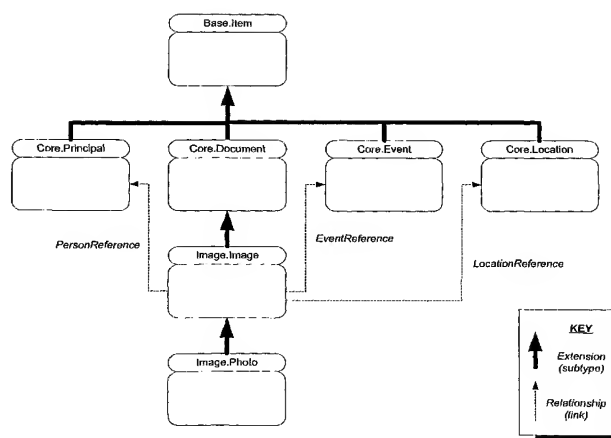 Base.Item
Core.Principal
Core.Document
Core.Event
Core.Location
PersonReference
EventReference
Image.Image
LocationReference
Image.Photo
KEY
Extension
(subtype)
Relationship
(link)